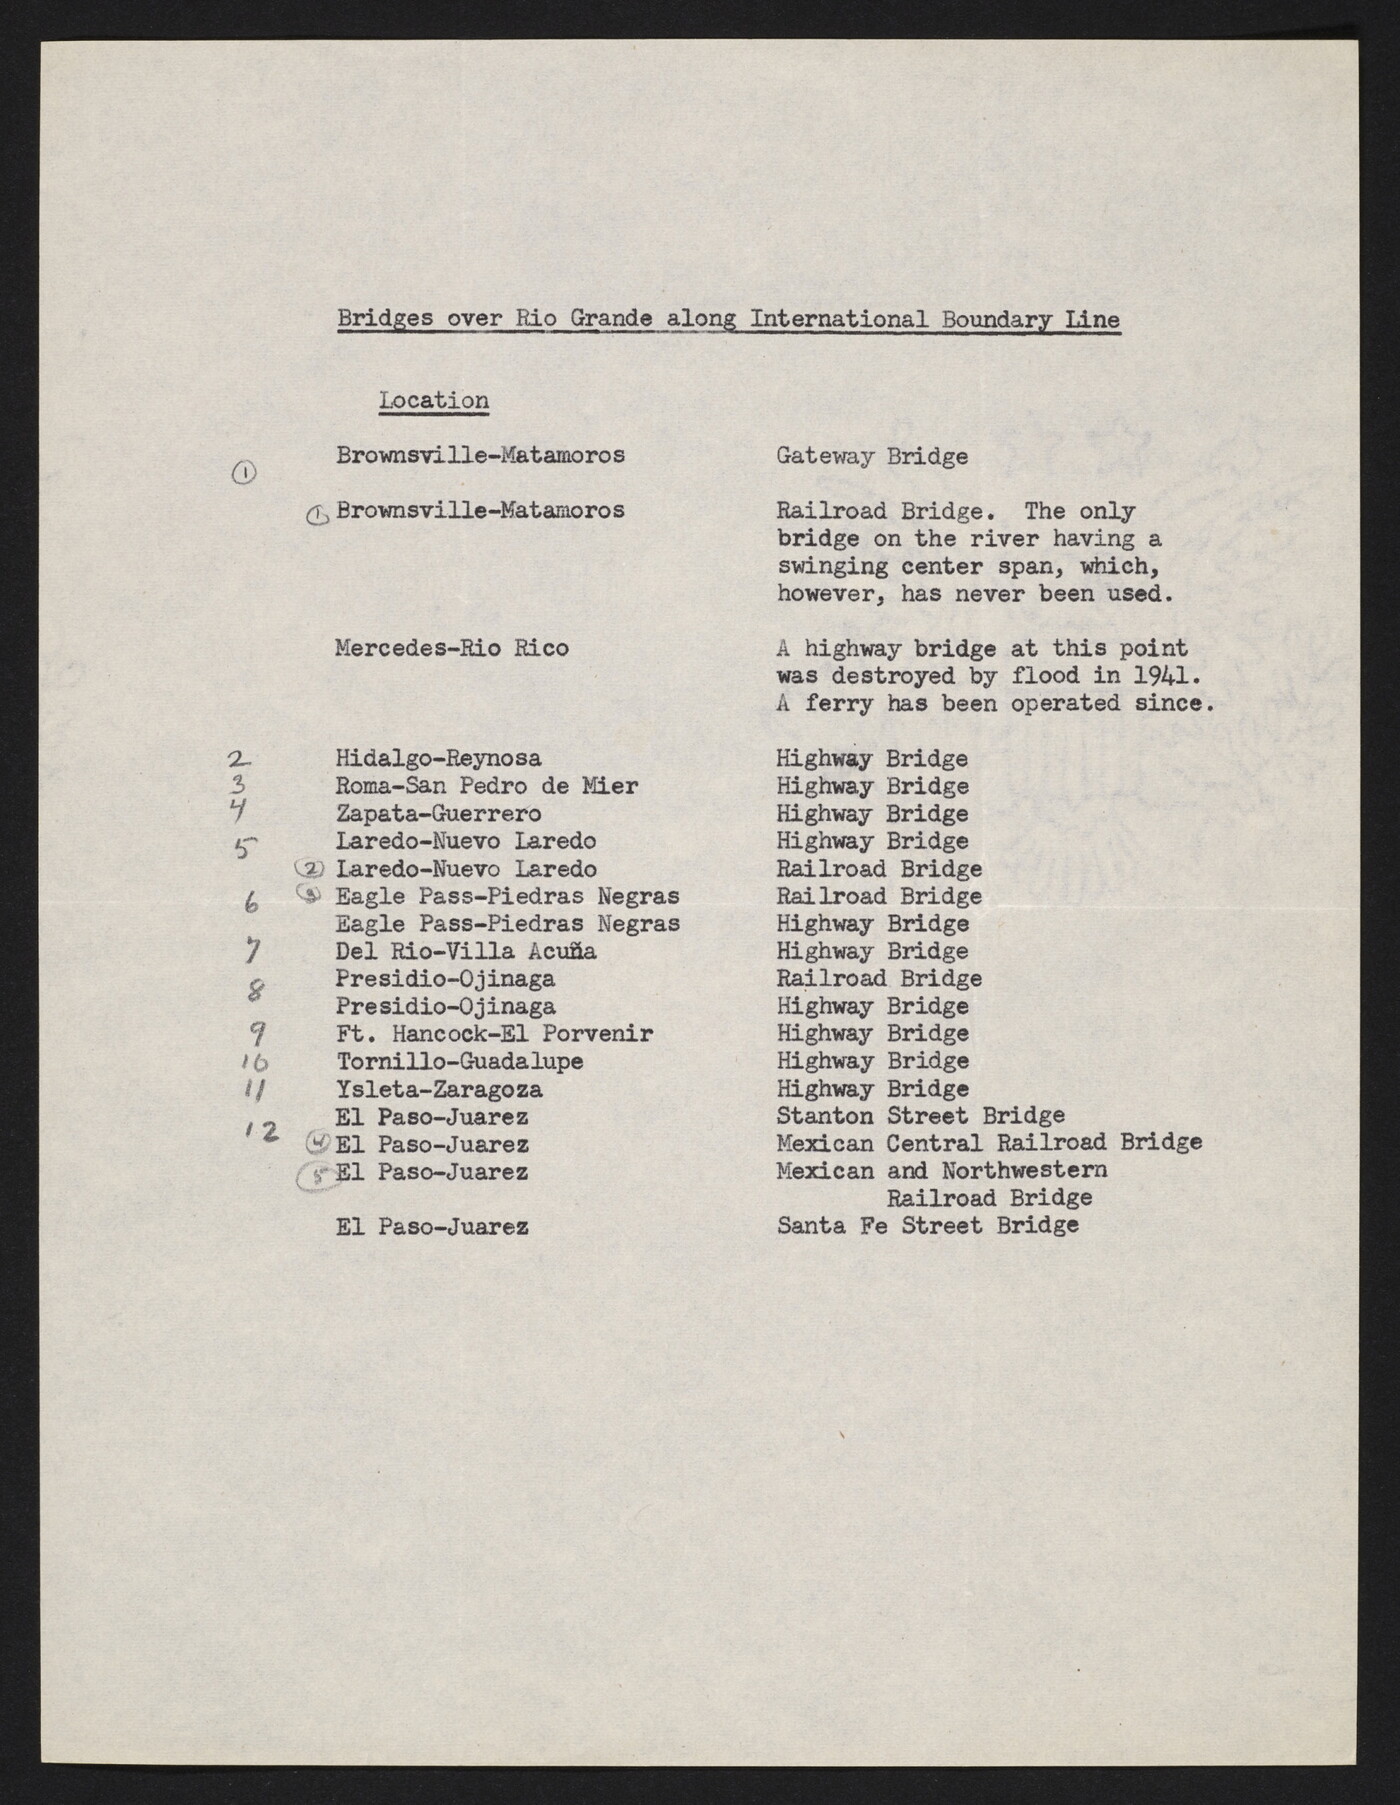 Bridges over Rio Grande along International Boundary Line
Location
① Brownsville-Matamoros Gateway Bridge
① Brownsville-Matamoros Railroad Bridge. The only
bridge on the river having a
swinging center span, which,
however, has never been used.
Mercedes-Rio Rico A highway bridge at this point
was destroyed by flood in 1941.
A ferry has been operated since.
2 Hidalgo-Reynosa Highway Bridge
3 Roma-San Pedro de Mier Highway Bridge
4 Zapata-Guerrero Highway Bridge
5 Laredo-Nuevo Laredo Highway Bridge
② Laredo-Nuevo Laredo Railroad Bridge
6 ③ Eagle Pass-Piedras Negras Railroad Bridge
Eagle Pass-Piedras Negras Highway Bridge
7 Del Rio-Villa Acuña Highway Bridge
8 Presidio-Ojinaga Railroad Bridge
Presidio-Ojinaga Highway Bridge
9 Ft. Hancock-El Porvenir Highway Bridge
10 Tornillo-Guadalupe Highway Bridge
11 Ysleta-Zaragoza Highway Bridge
El Paso-Juarez Stanton Street Bridge
12 ④ El Paso-Juarez Mexican Central Railroad Bridge
⑤ El Paso-Juarez Mexican and Northwestern
Railroad Bridge
El Paso-Juarez Santa Fe Street Bridge